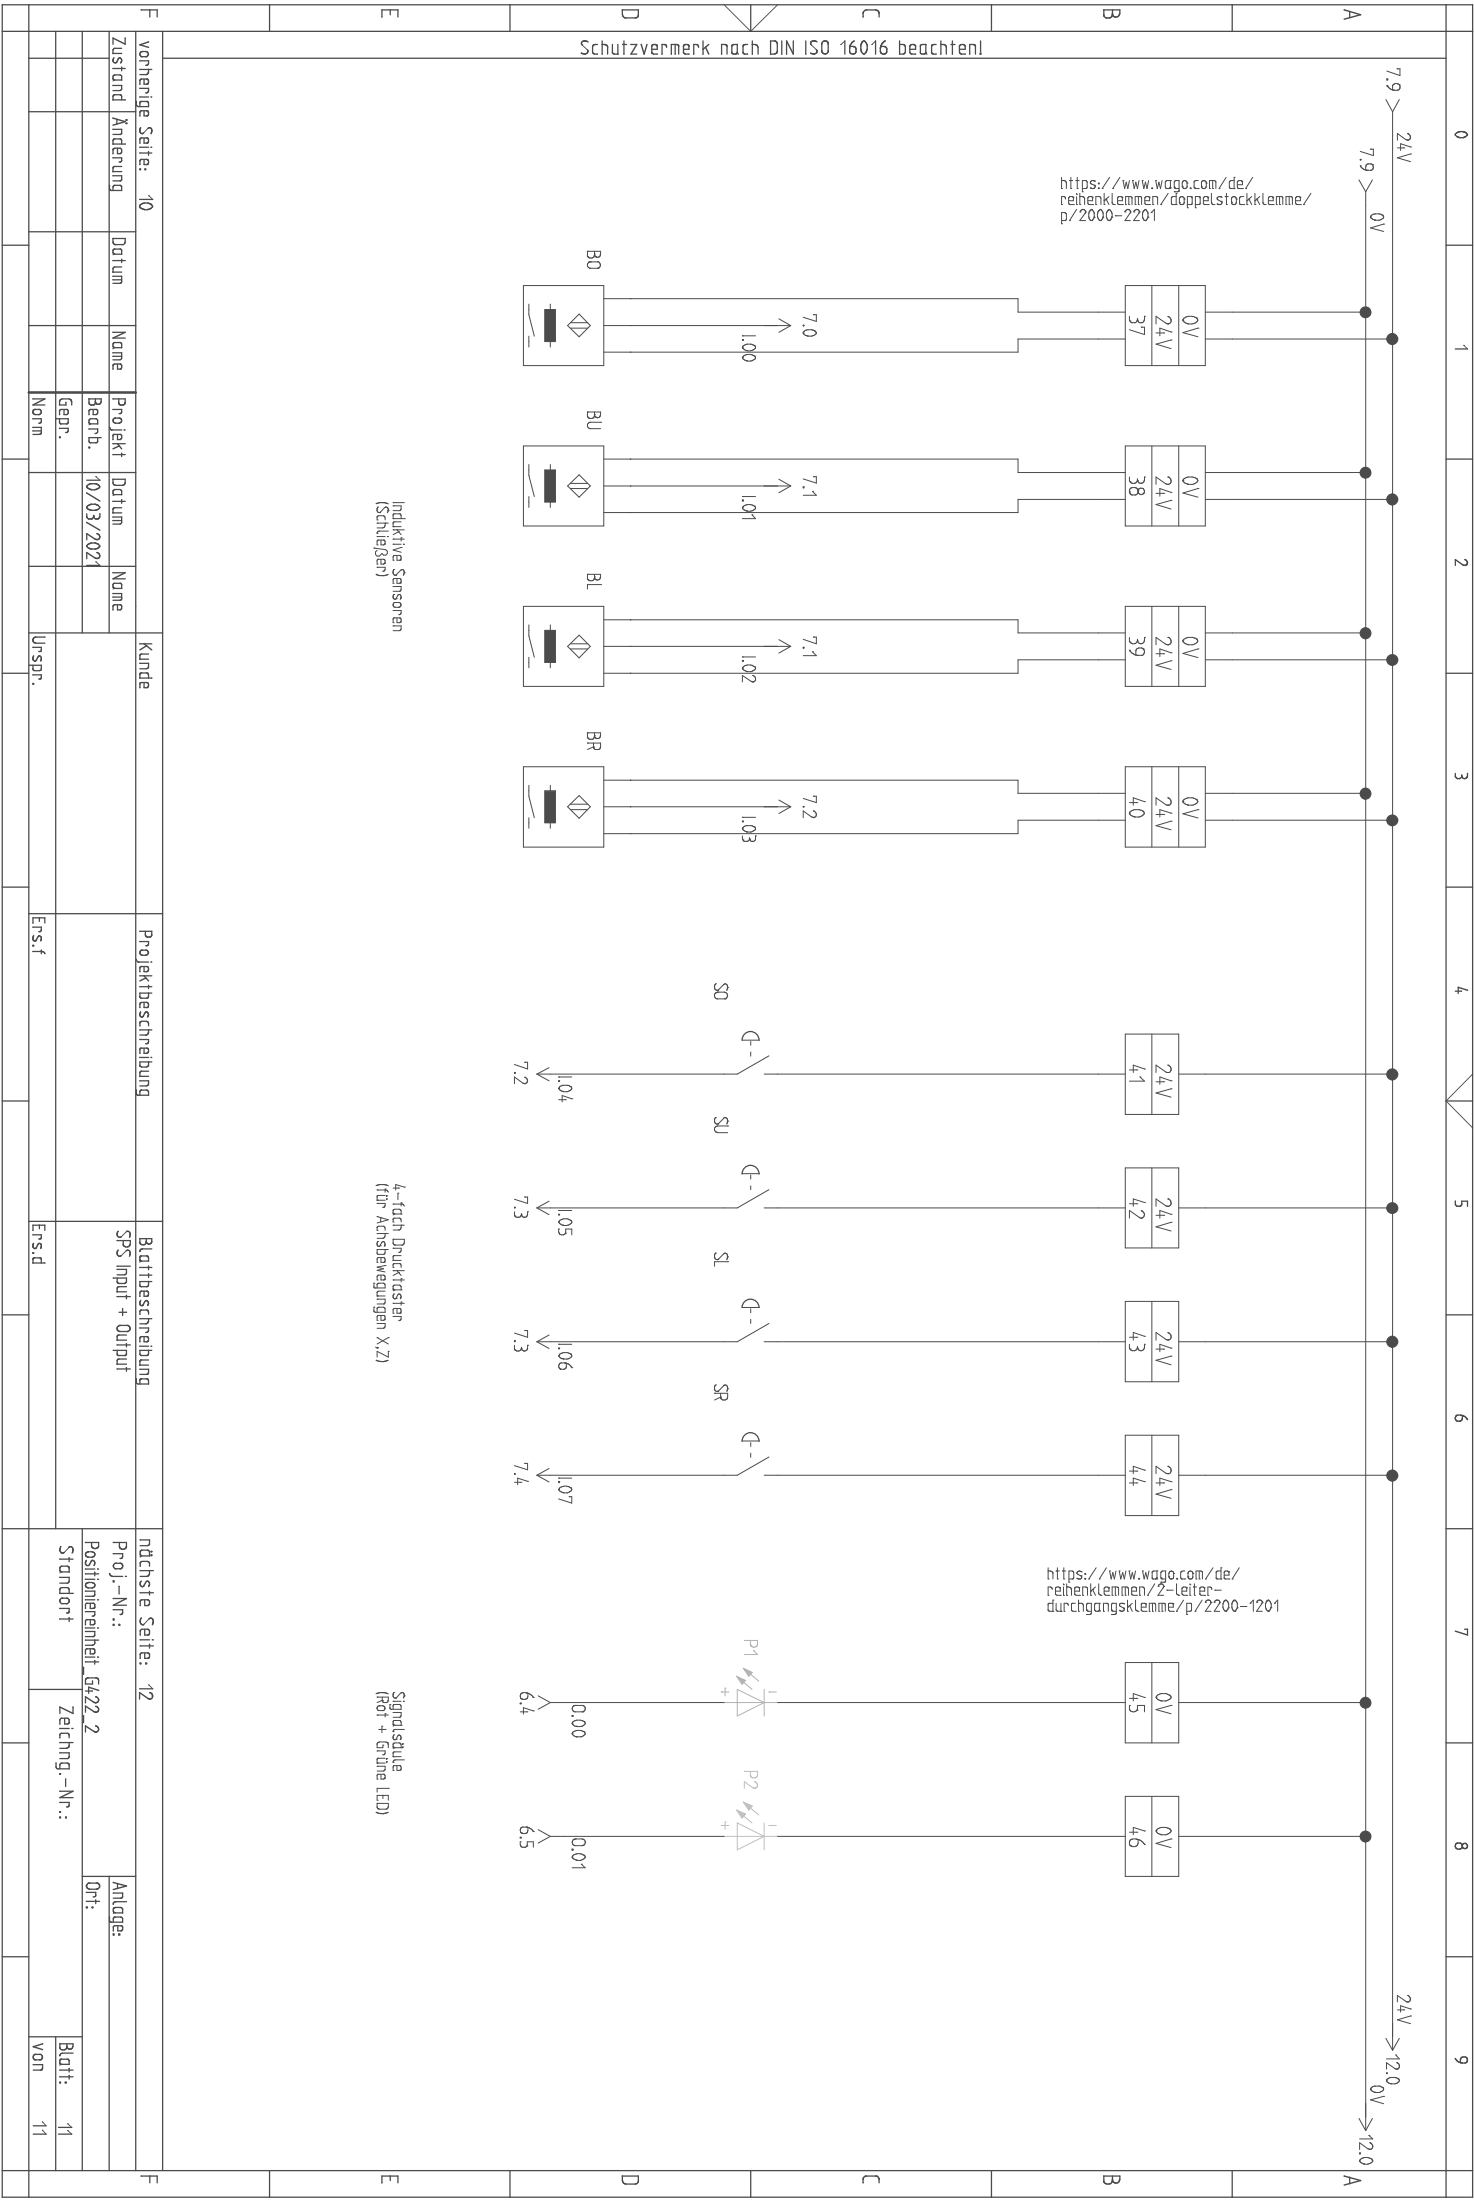 0
1
2
3
4
5
6
7
8
9
A
B
C
D
E
F
A
B
C
D
E
F
Schutzvermerk nach DIN ISO 16016 beachten!
7.9
24V
24V
12.0
7.9
0V
0V
12.0
https://www.wago.com/de/
reihenklemmen/doppelstockklemme/
p/2000-2201
https://www.wago.com/de/
reihenklemmen/2-leiter-
durchgangsklemme/p/2200-1201
0V
24V
37
0V
24V
38
0V
24V
39
0V
24V
40
24V
41
24V
42
24V
43
24V
44
0V
45
0V
46
7.0
I.00
7.1
I.01
7.1
I.02
7.2
I.03
BO
BU
BL
BR
SO
SU
SL
SR
P1
+
-
P2
+
-
I.04
7.2
I.05
7.3
I.06
7.3
I.07
7.4
O.00
6.4
O.01
6.5
Induktive Sensoren
(Schließer)
4-fach Drucktaster
(für Achsbewegungen X,Z)
Signalsäule
(Rot + Grüne LED)
vorherige Seite: 10
Zustand
Änderung
Datum
Name
Projekt
Datum
Name
Bearb.
10/03/2021
Gepr.
Norm
Kunde
Urspr.
Projektbeschreibung
Ers.f
Blattbeschreibung
SPS Input + Output
Ers.d
nächste Seite: 12
Proj.-Nr.:
Positioniereinheit_G422_2
Standort
Zeichng.-Nr.:
Anlage:
Ort:
Blatt: 11
von 11